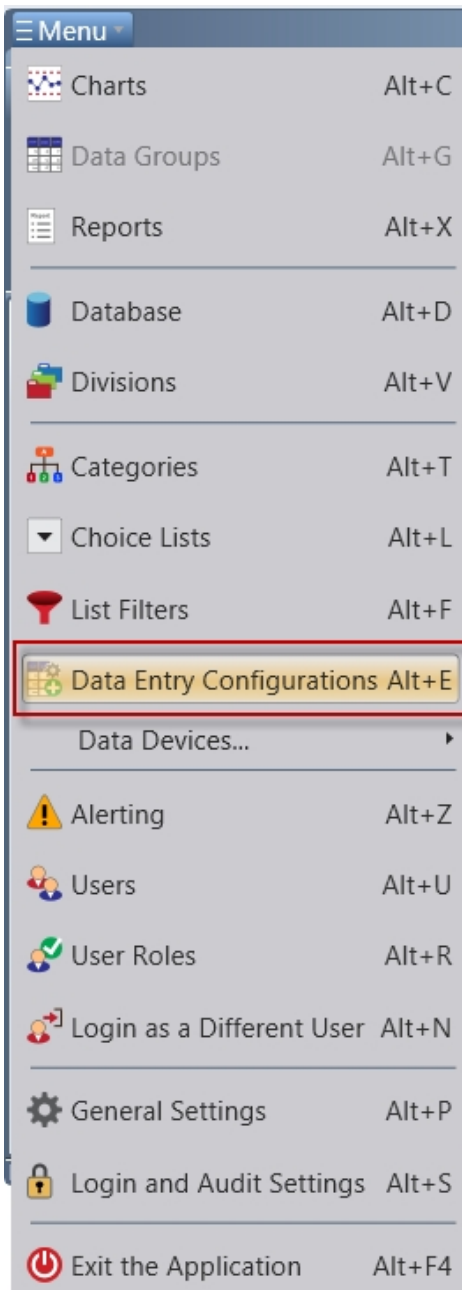 Menu
Charts Alt+C
Data Groups Alt+G
Reports Alt+X
Database Alt+D
Divisions Alt+V
Categories Alt+T
Choice Lists Alt+L
List Filters Alt+F
Data Entry Configurations Alt+E
Data Devices...
Alerting Alt+Z
Users Alt+U
User Roles Alt+R
Login as a Different User Alt+N
General Settings Alt+P
Login and Audit Settings Alt+S
Exit the Application Alt+F4